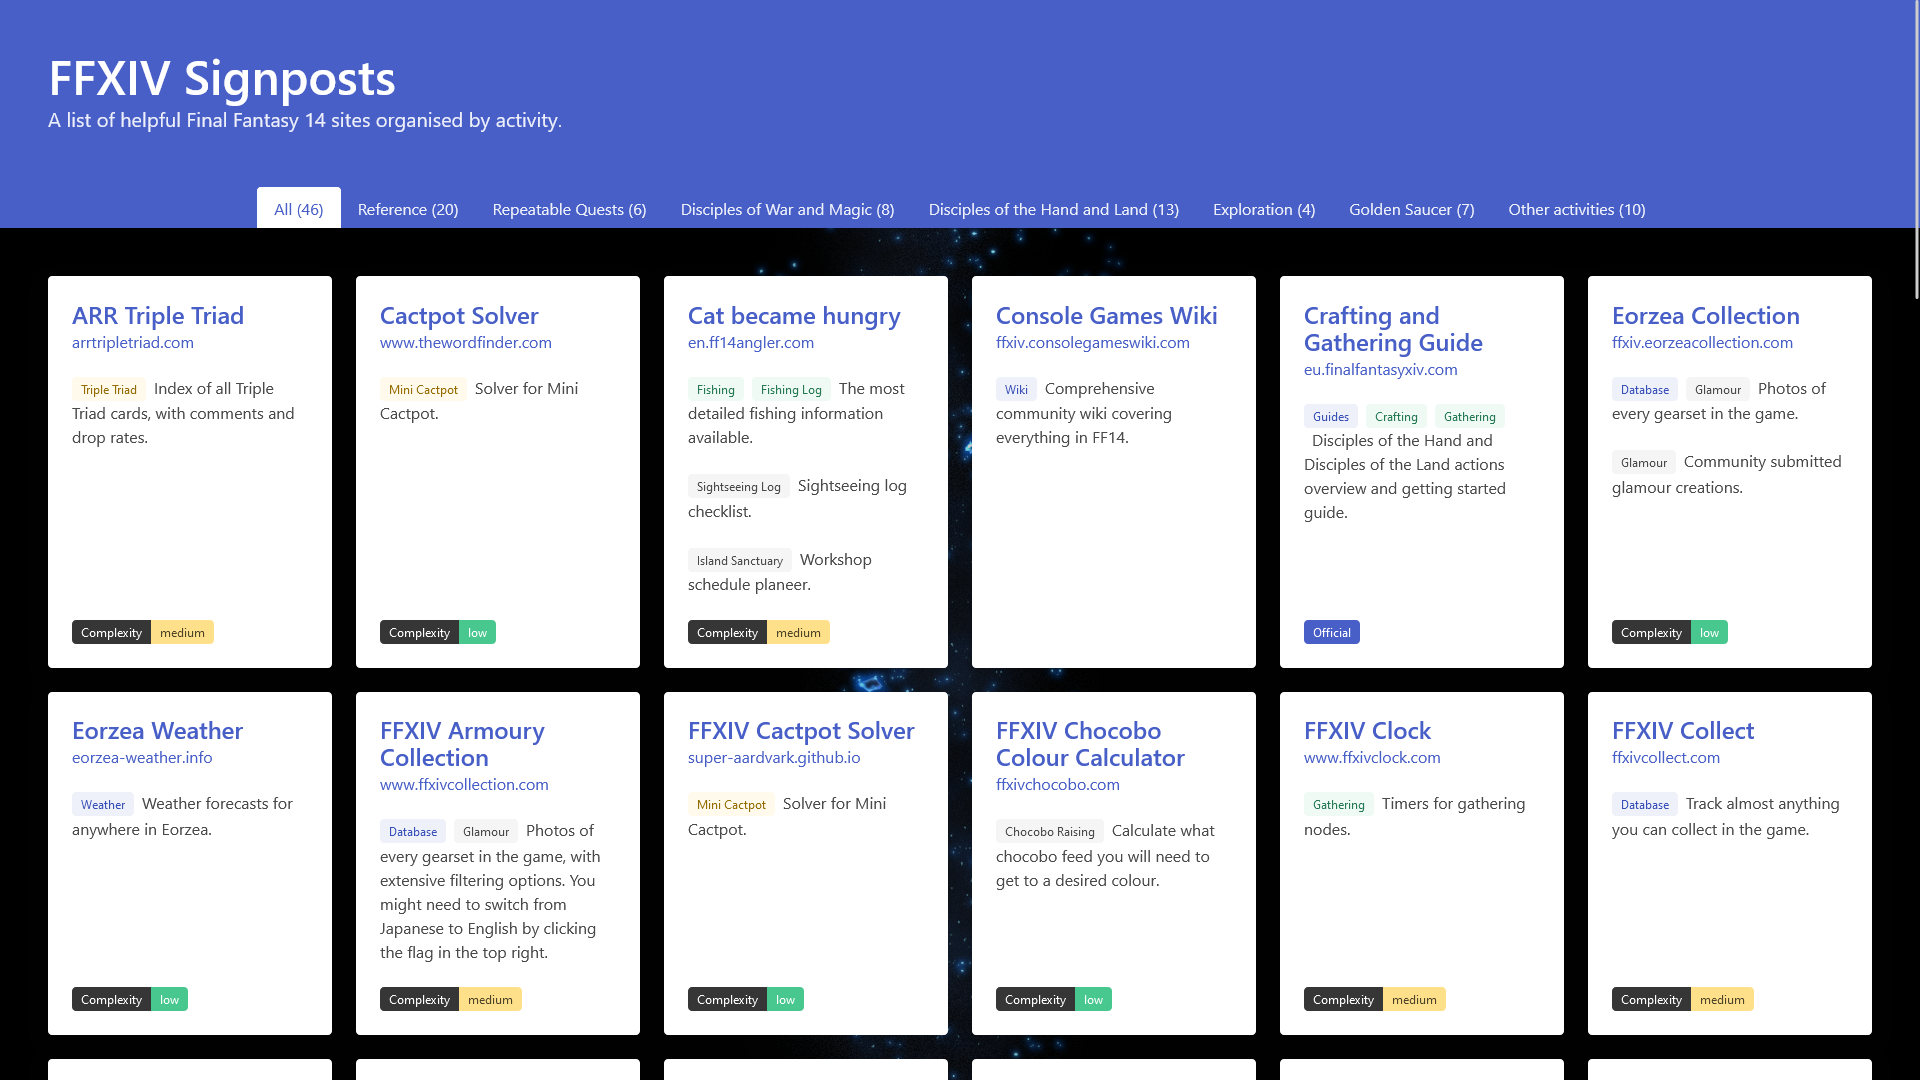 FFXIV Signposts
A list of helpful Final Fantasy 14 sites organised by activity.
All (46) Reference (20) Repeatable Quests (6) Disciples of War and Magic (8) Disciples of the Hand and Land (13) Exploration (4) Golden Saucer (7) Other activities (10)
ARR Triple Triad
arrtripletriad.com
Triple Triad Index of all Triple
Triad cards, with comments and
drop rates.
Complexity medium
Cactpot Solver
www.thewordfinder.com
Mini Cactpot Solver for Mini
Cactpot.
Complexity low
Cat became hungry
en.ff14angler.com
Fishing Fishing Log The most
detailed fishing information
available.
Sightseeing Log Sightseeing log
checklist.
Island Sanctuary Workshop
schedule planeer.
Complexity medium
Console Games Wiki
ffxiv.consolegameswiki.com
Wiki Comprehensive
community wiki covering
everything in FF14.
Crafting and
Gathering Guide
eu.finalfantasyxiv.com
Guides Crafting Gathering
Disciples of the Hand and
Disciples of the Land actions
overview and getting started
guide.
Official
Eorzea Collection
ffxiv.eorzeacollection.com
Database Glamour Photos of
every gearset in the game.
Glamour Community submitted
glamour creations.
Complexity low
Eorzea Weather
eorzea-weather.info
Weather Weather forecasts for
anywhere in Eorzea.
Complexity low
FFXIV Armoury
Collection
www.ffxivcollection.com
Database Glamour Photos of
every gearset in the game, with
extensive filtering options. You
might need to switch from
Japanese to English by clicking
the flag in the top right.
Complexity medium
FFXIV Cactpot Solver
super-aardvark.github.io
Mini Cactpot Solver for Mini
Cactpot.
Complexity low
FFXIV Chocobo
Colour Calculator
ffxivchocobo.com
Chocobo Raising Calculate what
chocobo feed you will need to
get to a desired colour.
Complexity low
FFXIV Clock
www.ffxivclock.com
Gathering Timers for gathering
nodes.
Complexity medium
FFXIV Collect
ffxivcollect.com
Database Track almost anything
you can collect in the game.
Complexity medium